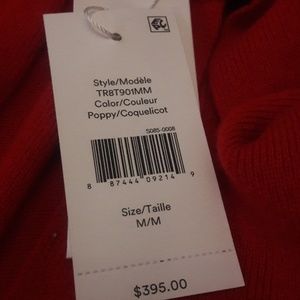 Style/Modèle
TR8T901MM
Color/Couleur
Poppy/Coquelicot
S085-0008
8 87444 09214 9
Size/Taille
M/M
$395.00